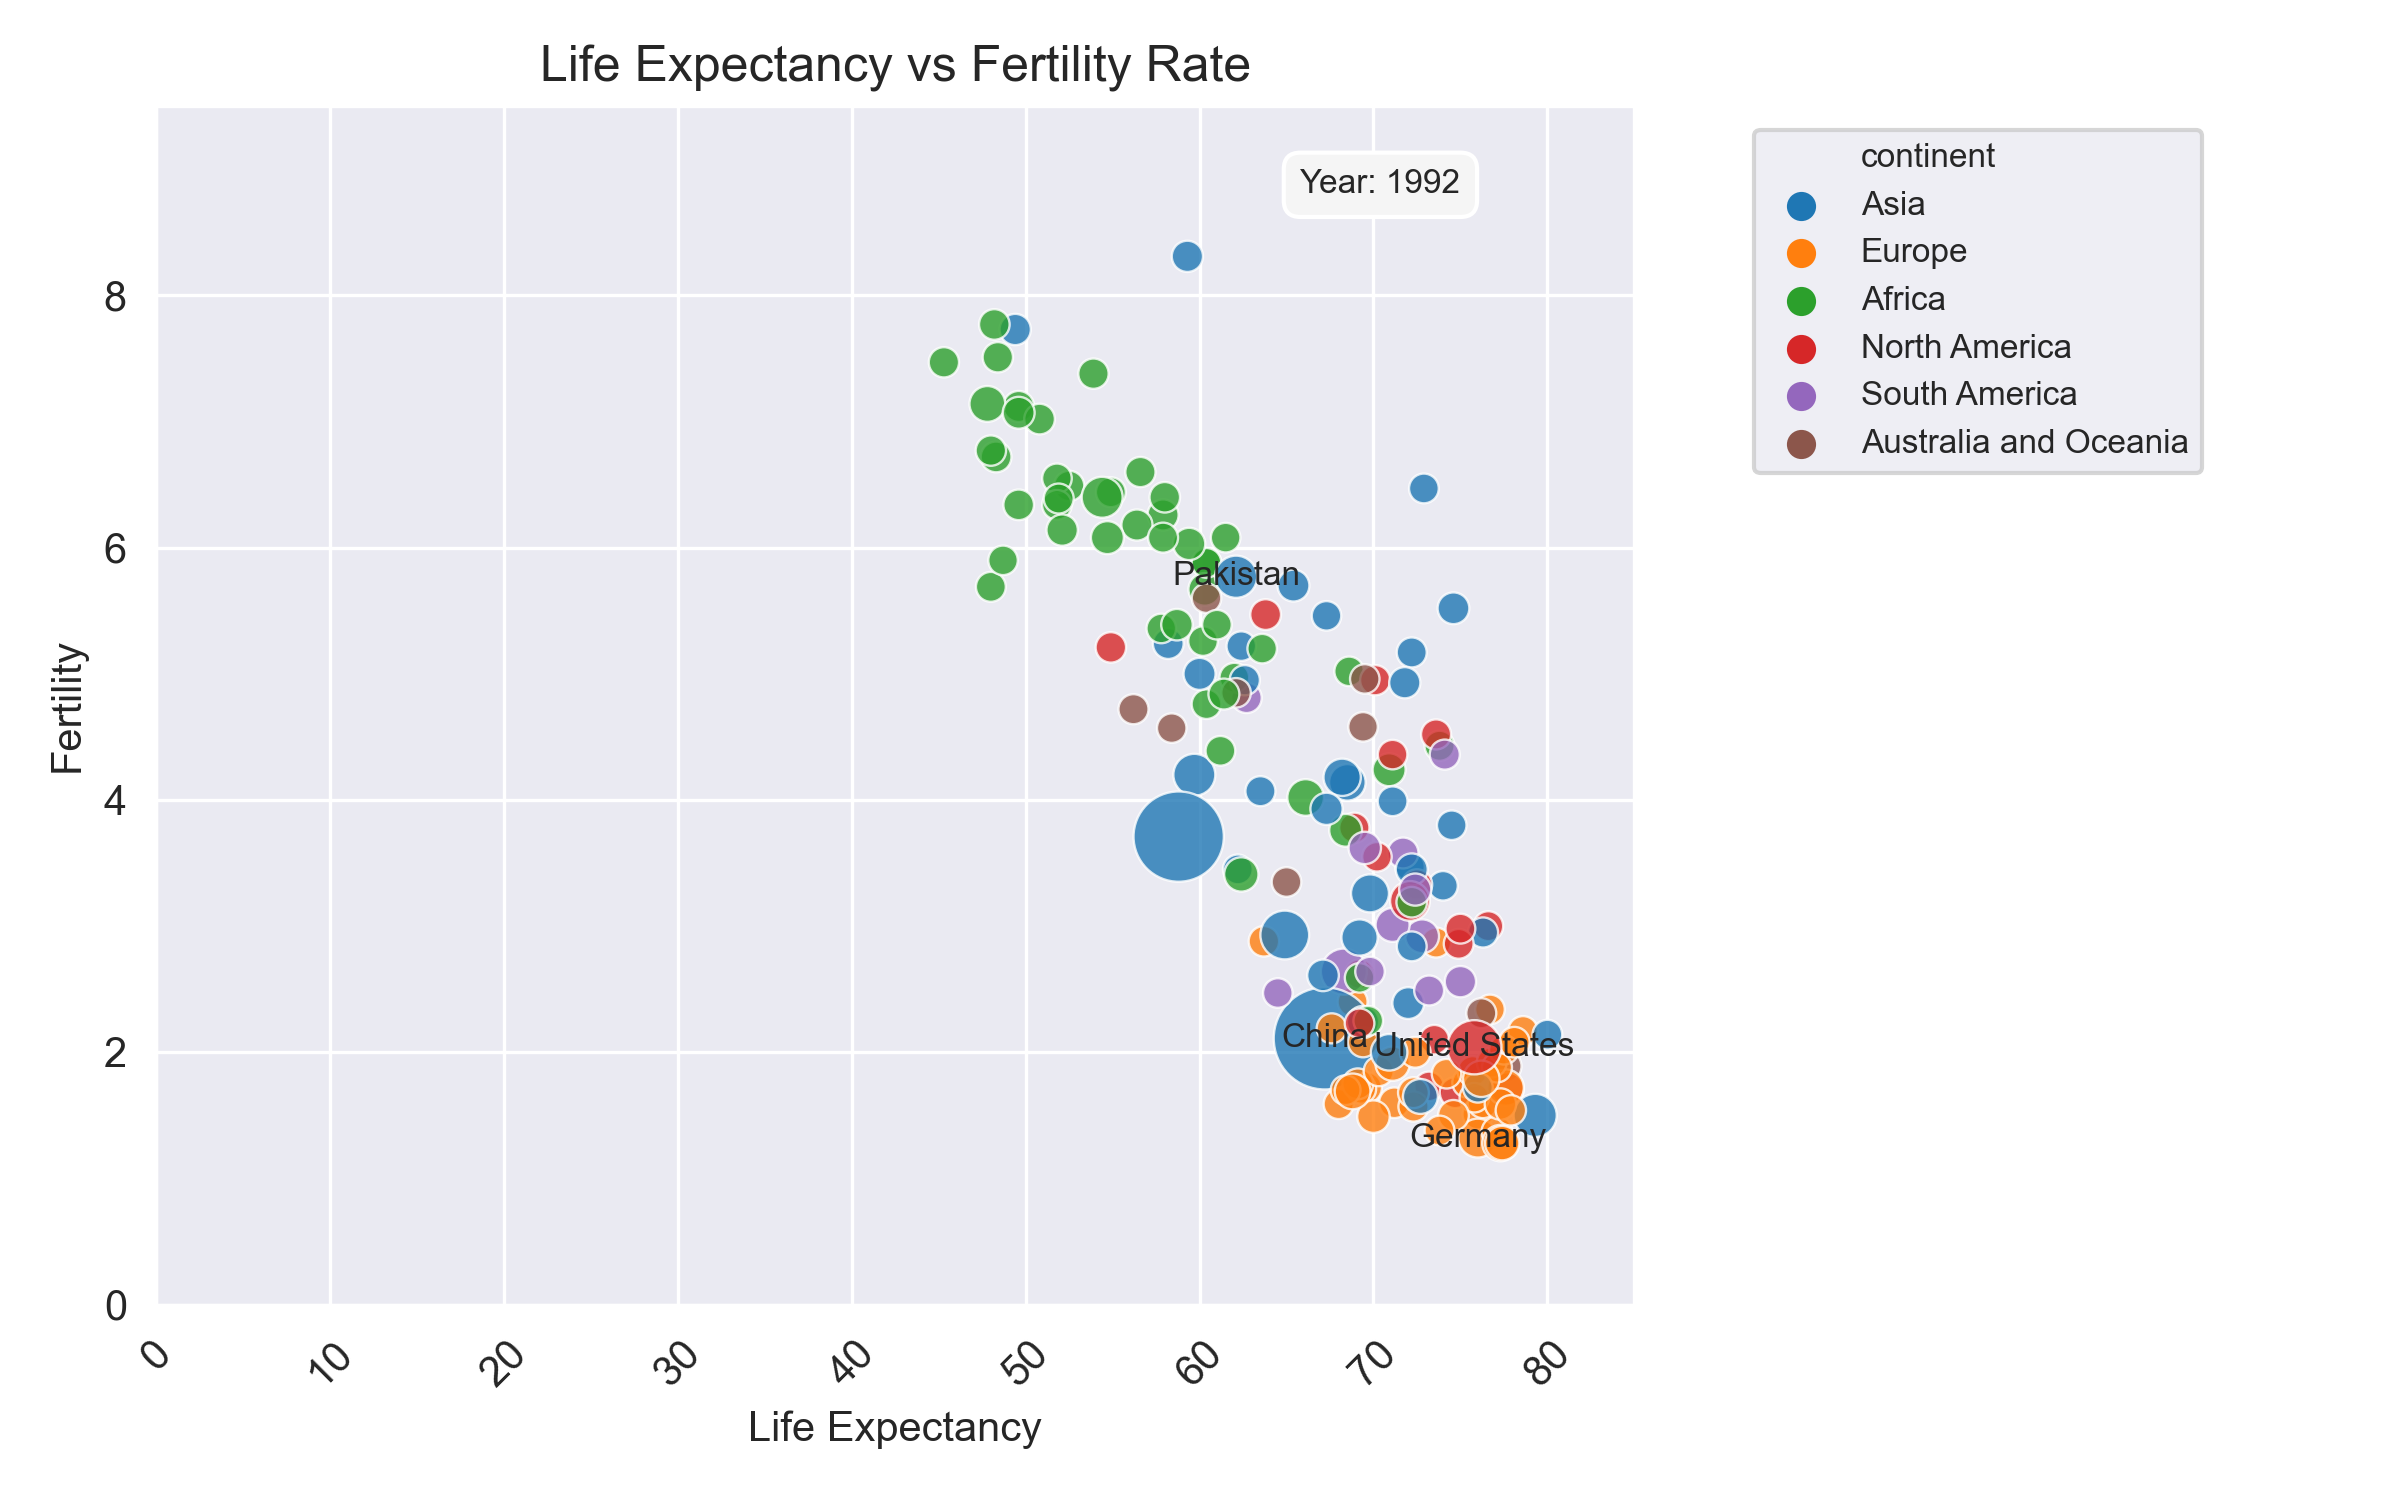 Life Expectancy vs Fertility Rate
Year: 1992
continent
Asia
Europe
Africa
North America
South America
Australia and Oceania
8
6
4
2
0
Fertility
Pakistan
China
United States
Germany
0
10
20
30
40
50
60
70
80
Life Expectancy